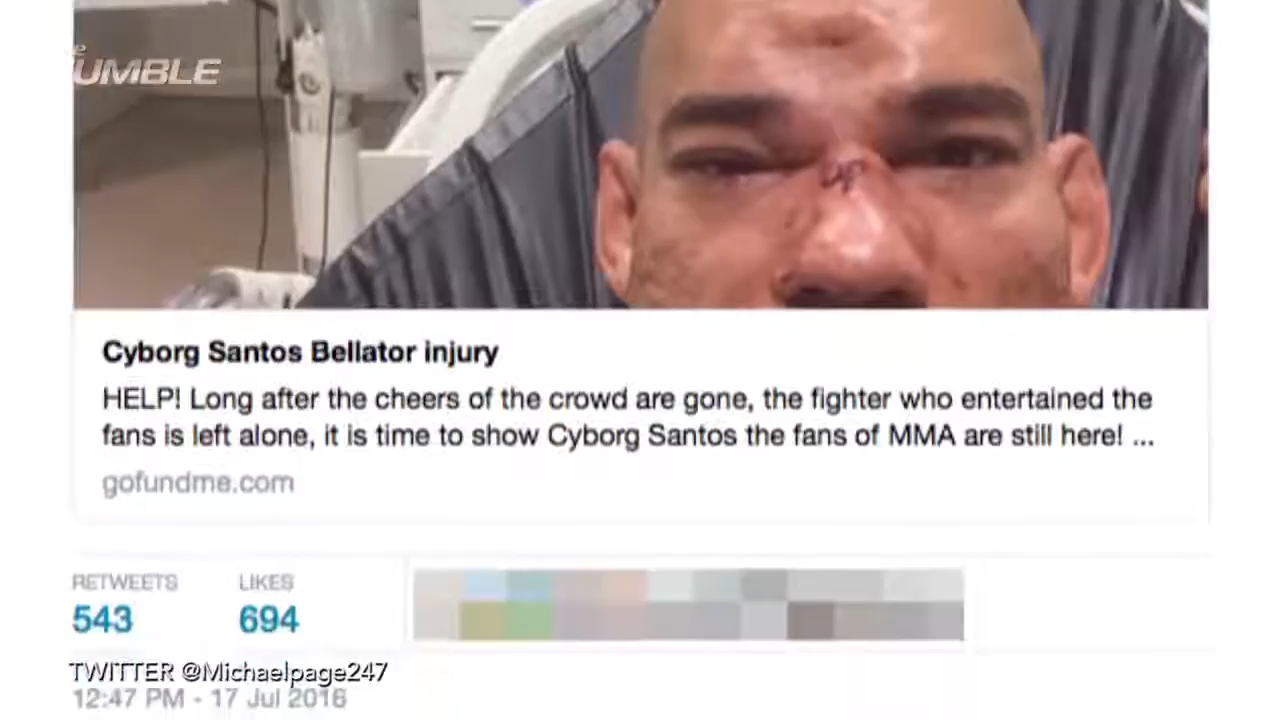 THE
RUMBLE
Cyborg Santos Bellator injury
HELP! Long after the cheers of the crowd are gone, the fighter who entertained the
fans is left alone, it is time to show Cyborg Santos the fans of MMA are still here! ...
gofundme.com
RETWEETS LIKES
543 694
TWITTER @Michaelpage247
12:47 PM - 17 Jul 2016